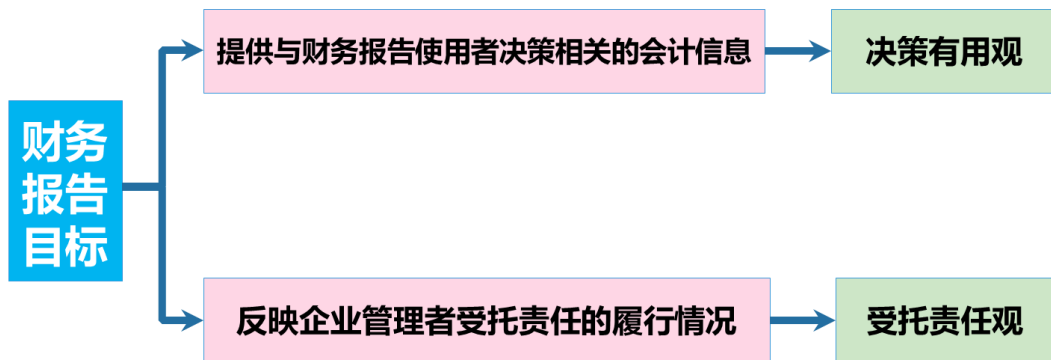 提供与财务报告使用者决策相关的会计信息
决策有用观
财务
报告
目标
反映企业管理者受托责任的履行情况
受托责任观